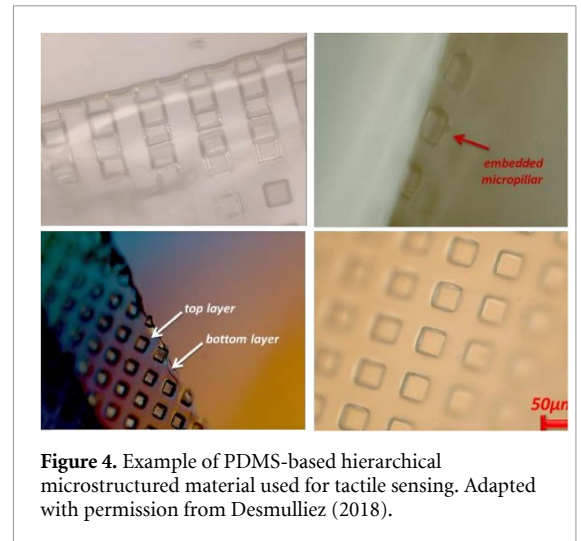 embedded
micropillar
top layer
bottom layer
50μm
Figure 4. Example of PDMS-based hierarchical
microstructured material used for tactile sensing. Adapted
with permission from Desmulliez (2018).